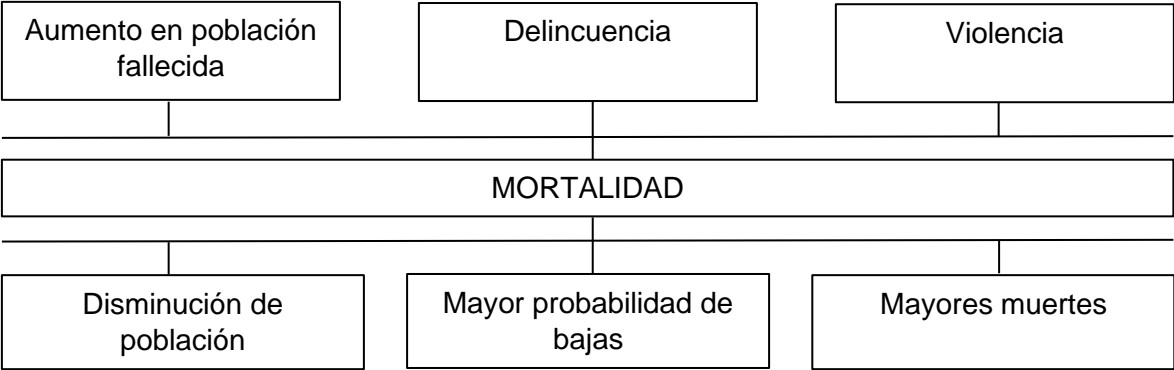 Aumento en población
fallecida
Delincuencia
Violencia
MORTALIDAD
Disminución de
población
Mayor probabilidad de
bajas
Mayores muertes